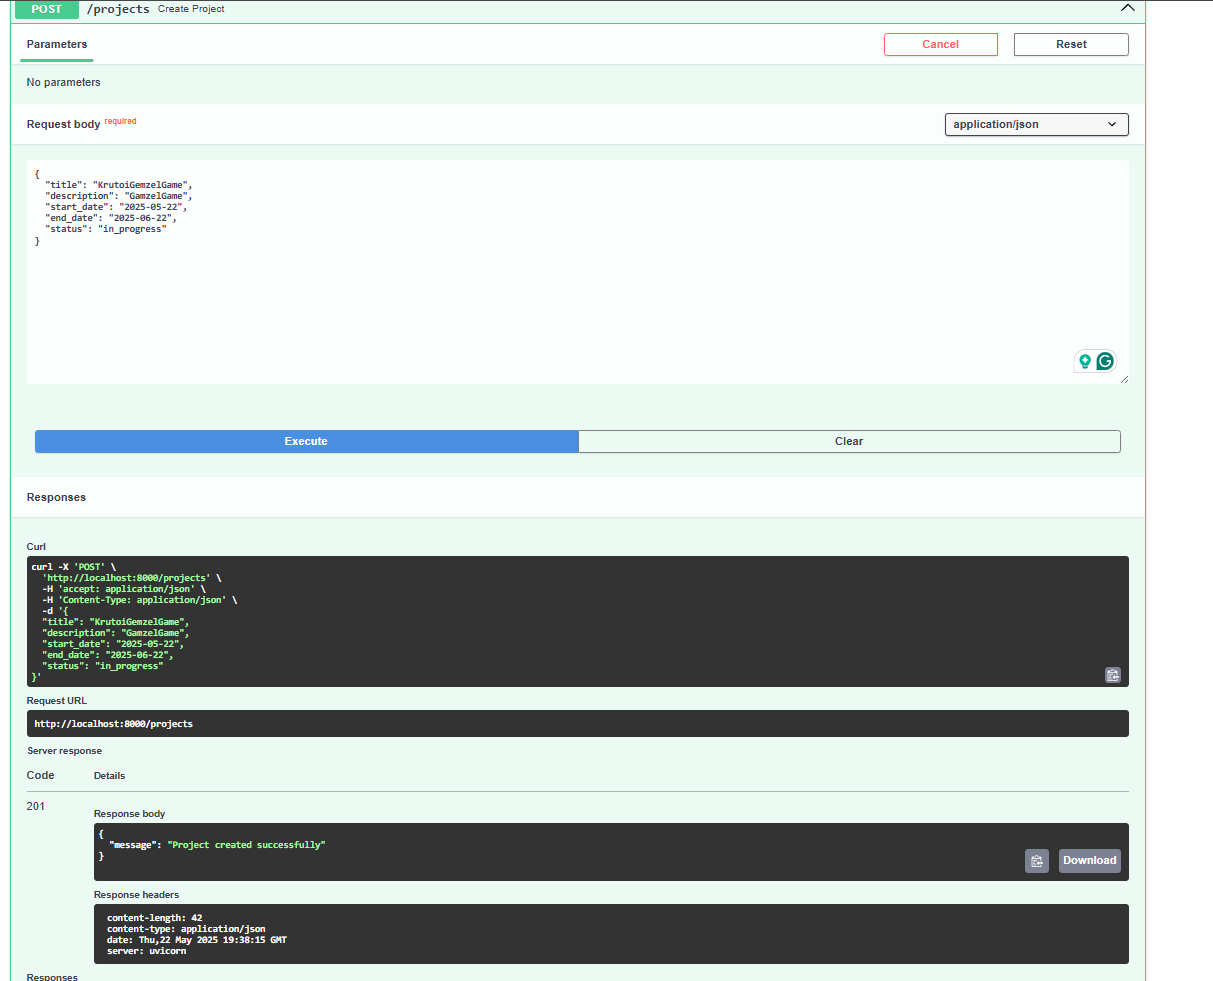 POST /projects Create Project
Parameters
Cancel
Reset
No parameters
Request body required
application/json
{
"title": "KrutoiGemzelGame",
"description": "GamzelGame",
"start_date": "2025-05-22",
"end_date": "2025-06-22",
"status": "in_progress"
}
Execute
Clear
Responses
Curl
curl -X 'POST' \
'http://localhost:8000/projects' \
-H 'accept: application/json' \
-H 'Content-Type: application/json' \
-d '{
"title": "KrutoiGemzelGame",
"description": "GamzelGame",
"start_date": "2025-05-22",
"end_date": "2025-06-22",
"status": "in_progress"
}'
Request URL
http://localhost:8000/projects
Server response
Code Details
201
Response body
{
"message": "Project created successfully"
}
Download
Response headers
content-length: 42
content-type: application/json
date: Thu,22 May 2025 19:38:15 GMT
server: uvicorn
Responses